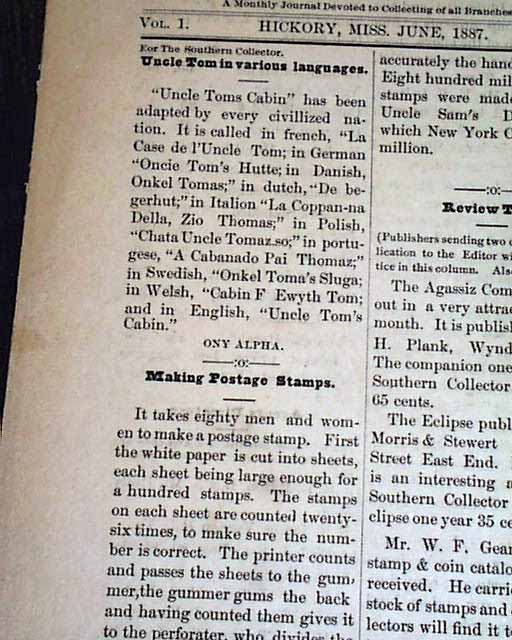 A Monthly Journal Devoted to Collecting of all Branches
VOL. 1. HICKORY, MISS. JUNE, 1887.
For The Southern Collector.
Uncle Tom in various languages.
"Uncle Toms Cabin" has been
adapted by every civillized na-
tion. It is called in french, "La
Case de l'Uncle Tom; in German
"Oncie Tom's Hutte; in Danish,
Onkel Tomas;" in dutch, "De be-
gerhut;" in Italion "La Coppan-na
Della, Zio Thomas;" in Polish,
"Chata Uncle Tomaz.so;" in portu-
gese, "A Cabanado Pai Thomaz;"
in Swedish, "Onkel Toma's Sluga;
in Welsh, "Cabin F Ewyth Tom;
and in English, "Uncle Tom's
Cabin."
ONY ALPHA.
:o:
Making Postage Stamps.
It takes eighty men and wom-
en to make a postage stamp. First
the white paper is cut into sheets,
each sheet being large enough for
a hundred stamps. The stamps
on each sheet are counted twenty-
six times, to make sure the num-
ber is correct. The printer counts
and passes the sheets to the gum,
mer, the gummer gums the back
and having counted them gives it
to the perforater, who divides the
accurately the hand
Eight hundred mil
stamps were made
Uncle Sam's D
which New York C
million.
:o:
Review T
(Publishers sending two c
lication to the Editor wi
tice in this column. Also
The Agassiz Com
out in a very attrac
month. It is publis
H. Plank, Wynd
The companion one
Southern Collector
65 cents.
The Eclipse publ
Morris & Stewert
Street East End.
is an interesting a
Southern Collector
clipse one year 35 ce
Mr. W. F. Gear
stamp & coin catalo
received. He carri
stock of stamps and
lectors will find it t